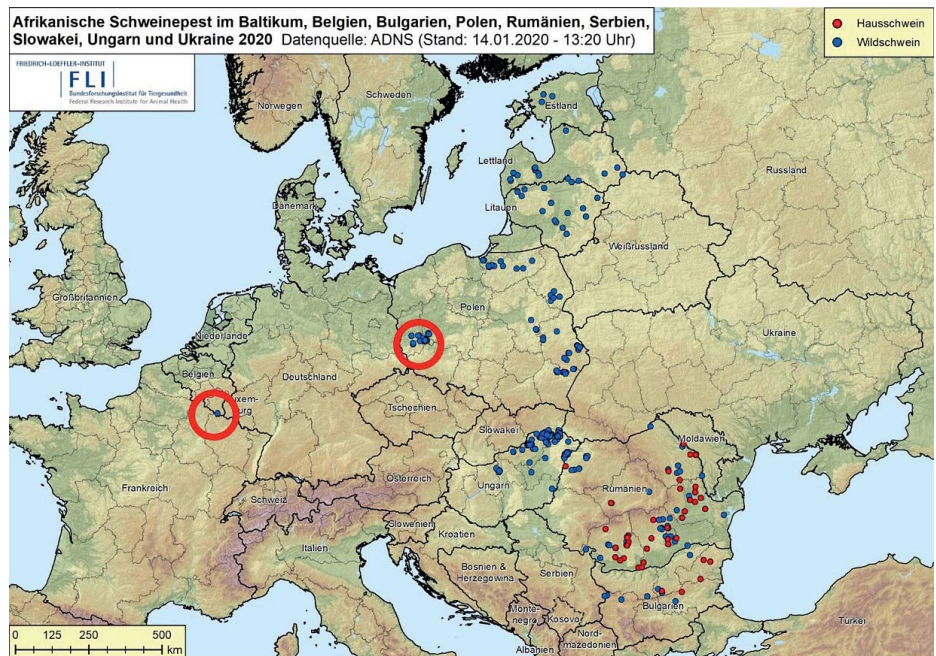 Afrikanische Schweinepest im Baltikum, Belgien, Bulgarien, Polen, Rumänien, Serbien,
Slowakei, Ungarn und Ukraine 2020 Datenquelle: ADNS (Stand: 14.01.2020 - 13:20 Uhr)
Hausschwein
Wildschwein
FRIEDRICH-LOEFFLER-INSTITUT
FLI
Bundesforschungsinstitut für Tiergesundheit
Federal Research Institute for Animal Health
Norwegen
Schweden
Estland
Lettland
Russland
Dänemark
Litauen
Weißrussland
Großbritannien
Polen
Niederlande
Ukraine
Belgien
Deutschland
Luxem-
burg
Tschechien
Slowakei
Moldawien
Frankreich
Österreich
Ungarn
Rumänien
Schweiz
Slowenien
Kroatien
Italien
Bosnien &
Herzegowina
Serbien
Bulgarien
Monte-
negro
Kosovo
Nord-
mazedonien
Albanien
Türkei
0 125 250 500
km